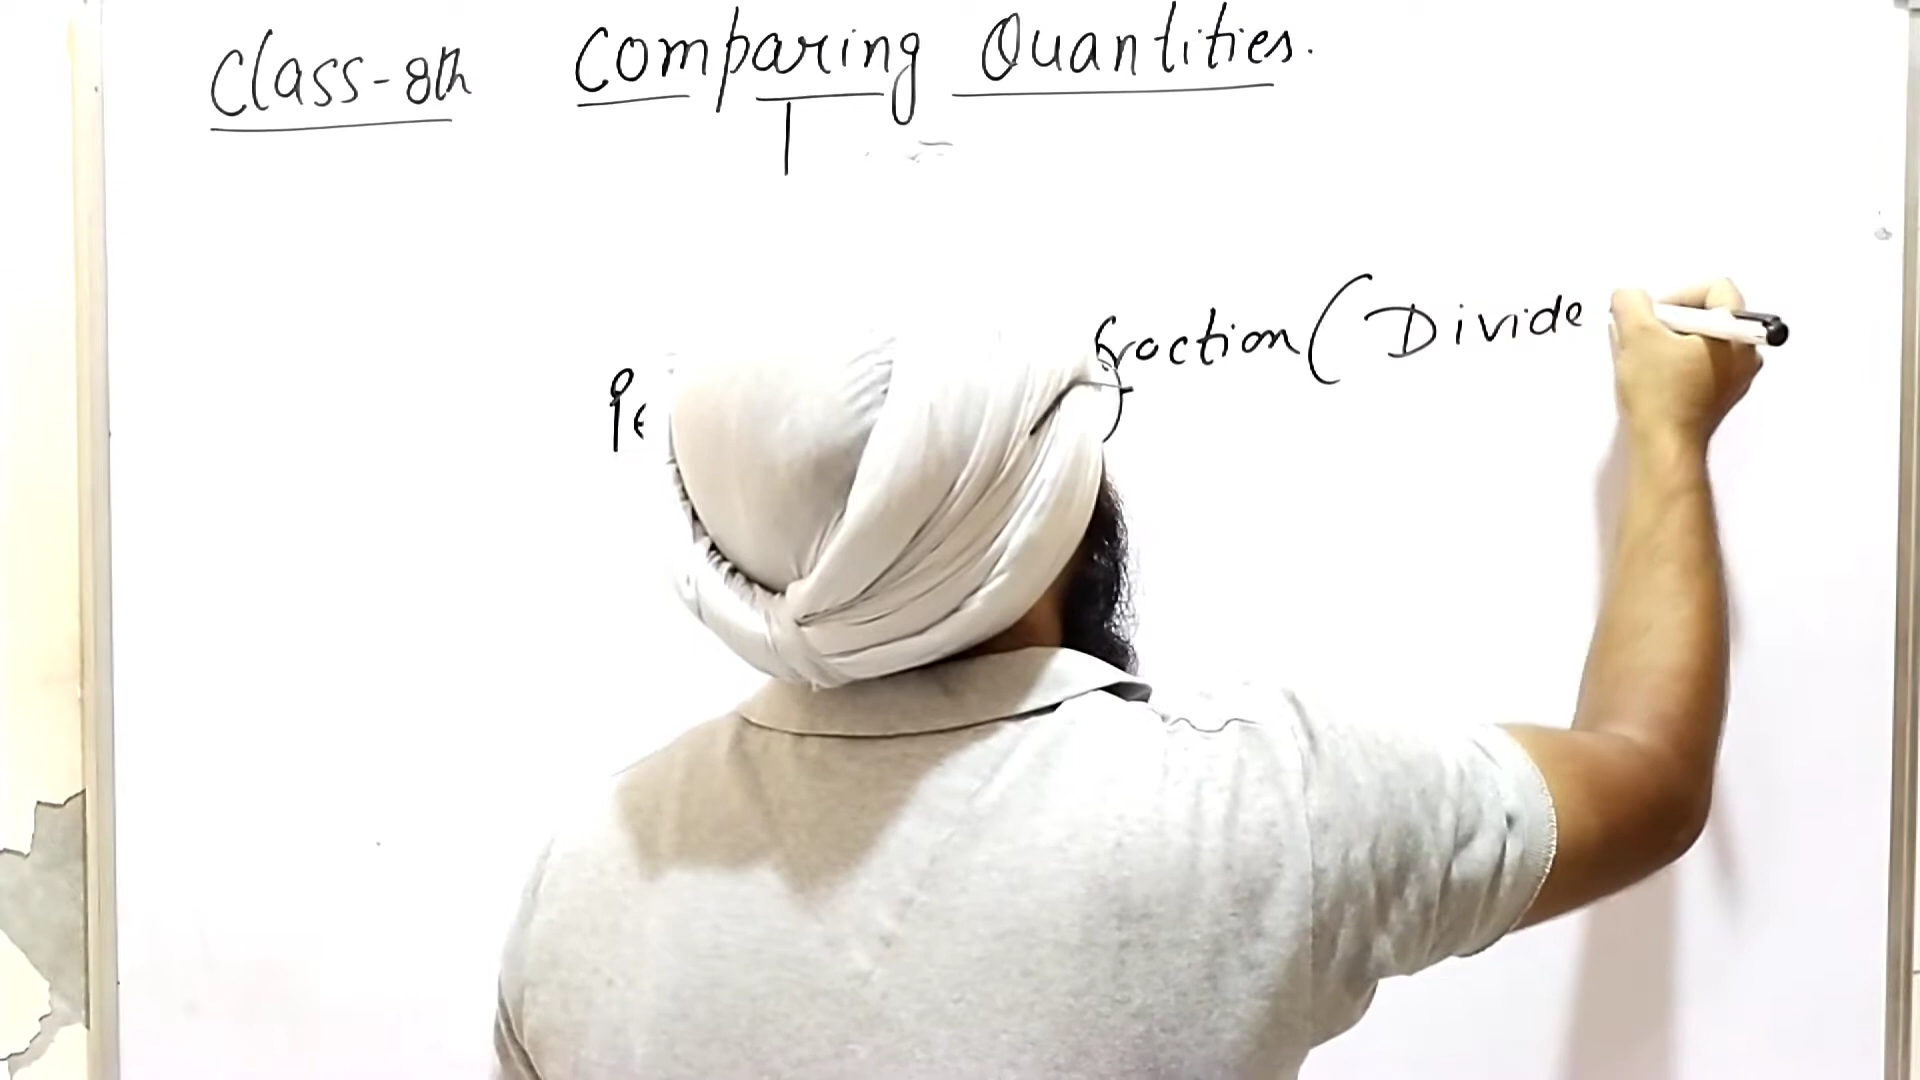 Class-8th Comparing Quantities.
fraction (Divide